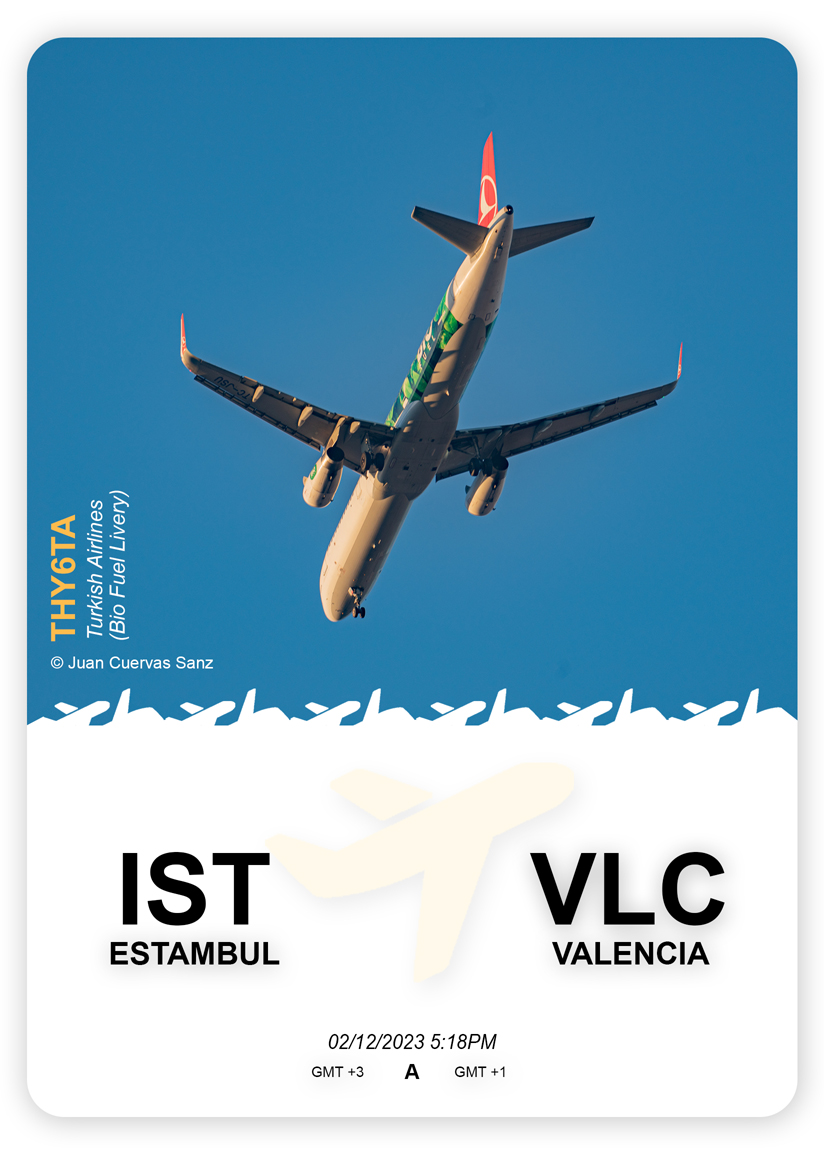 THY6TA
Turkish Airlines
(Bio Fuel Livery)
© Juan Cuervas Sanz
IST
ESTAMBUL
VLC
VALENCIA
02/12/2023 5:18PM
GMT +3 A GMT +1